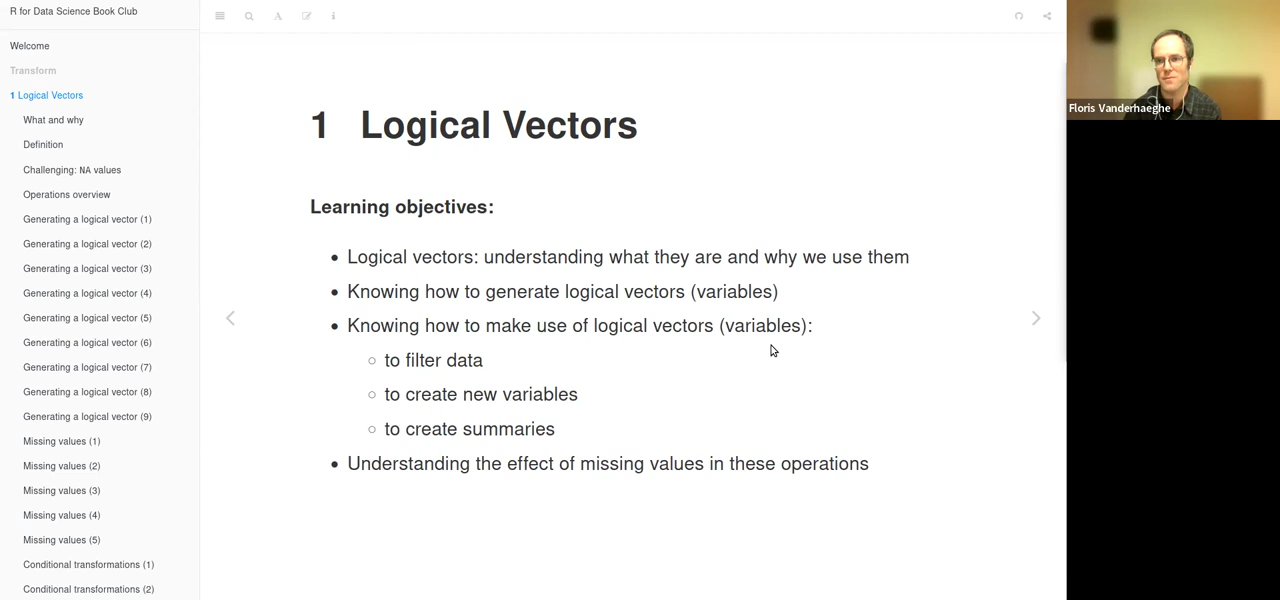 R for Data Science Book Club
Welcome
Transform
1 Logical Vectors
What and why
Definition
Challenging: NA values
Operations overview
Generating a logical vector (1)
Generating a logical vector (2)
Generating a logical vector (3)
Generating a logical vector (4)
Generating a logical vector (5)
Generating a logical vector (6)
Generating a logical vector (7)
Generating a logical vector (8)
Generating a logical vector (9)
Missing values (1)
Missing values (2)
Missing values (3)
Missing values (4)
Missing values (5)
Conditional transformations (1)
Conditional transformations (2)
A
i
1 Logical Vectors
Learning objectives:
• Logical vectors: understanding what they are and why we use them
• Knowing how to generate logical vectors (variables)
• Knowing how to make use of logical vectors (variables):
○ to filter data
○ to create new variables
○ to create summaries
• Understanding the effect of missing values in these operations
Floris Vanderhaeghe